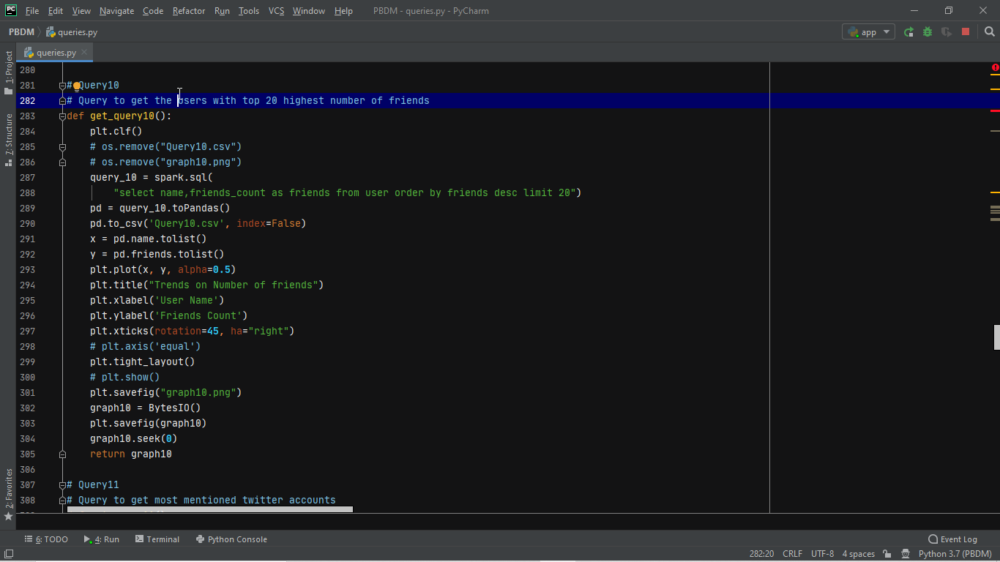 PC File Edit View Navigate Code Refactor Run Tools VCS Window Help PBDM - queries.py - PyCharm
PBDM queries.py app
queries.py
1: Project
7: Structure
2: Favorites
280
281 # Query10
282 # Query to get the users with top 20 highest number of friends
283 def get_query10():
284 plt.clf()
285 # os.remove("Query10.csv")
286 # os.remove("graph10.png")
287 query_10 = spark.sql(
288 "select name,friends_count as friends from user order by friends desc limit 20")
289 pd = query_10.toPandas()
290 pd.to_csv('Query10.csv', index=False)
291 x = pd.name.tolist()
292 y = pd.friends.tolist()
293 plt.plot(x, y, alpha=0.5)
294 plt.title("Trends on Number of friends")
295 plt.xlabel('User Name')
296 plt.ylabel('Friends Count')
297 plt.xticks(rotation=45, ha="right")
298 # plt.axis('equal')
299 plt.tight_layout()
300 # plt.show()
301 plt.savefig("graph10.png")
302 graph10 = BytesIO()
303 plt.savefig(graph10)
304 graph10.seek(0)
305 return graph10
306
307 # Query11
308 # Query to get most mentioned twitter accounts
6: TODO 4: Run Terminal Python Console Event Log
282:20 CRLF UTF-8 4 spaces Python 3.7 (PBDM)